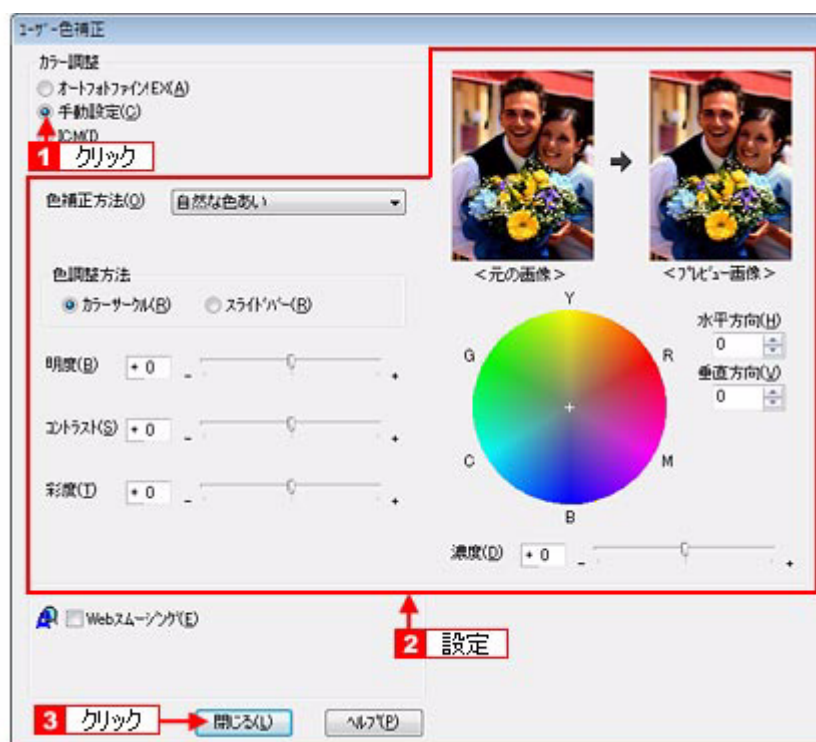 ユーザー色補正
カラー調整
オートフォトファイン!EX(A)
手動設定(C)
ICM(I)
1 クリック
色補正方法(O) 自然な色あい
色調整方法
カラーサークル(R) スライドバー(R)
明度(B) + 0 - +
コントラスト(S) + 0 - +
彩度(T) + 0 - +
<元の画像> <プレビュー画像>
Y
G R
C M
B
水平方向(H)
0
垂直方向(V)
0
濃度(D) + 0 - +
2 設定
Webスムージング(E)
3 クリック 閉じる(L) ヘルプ(P)